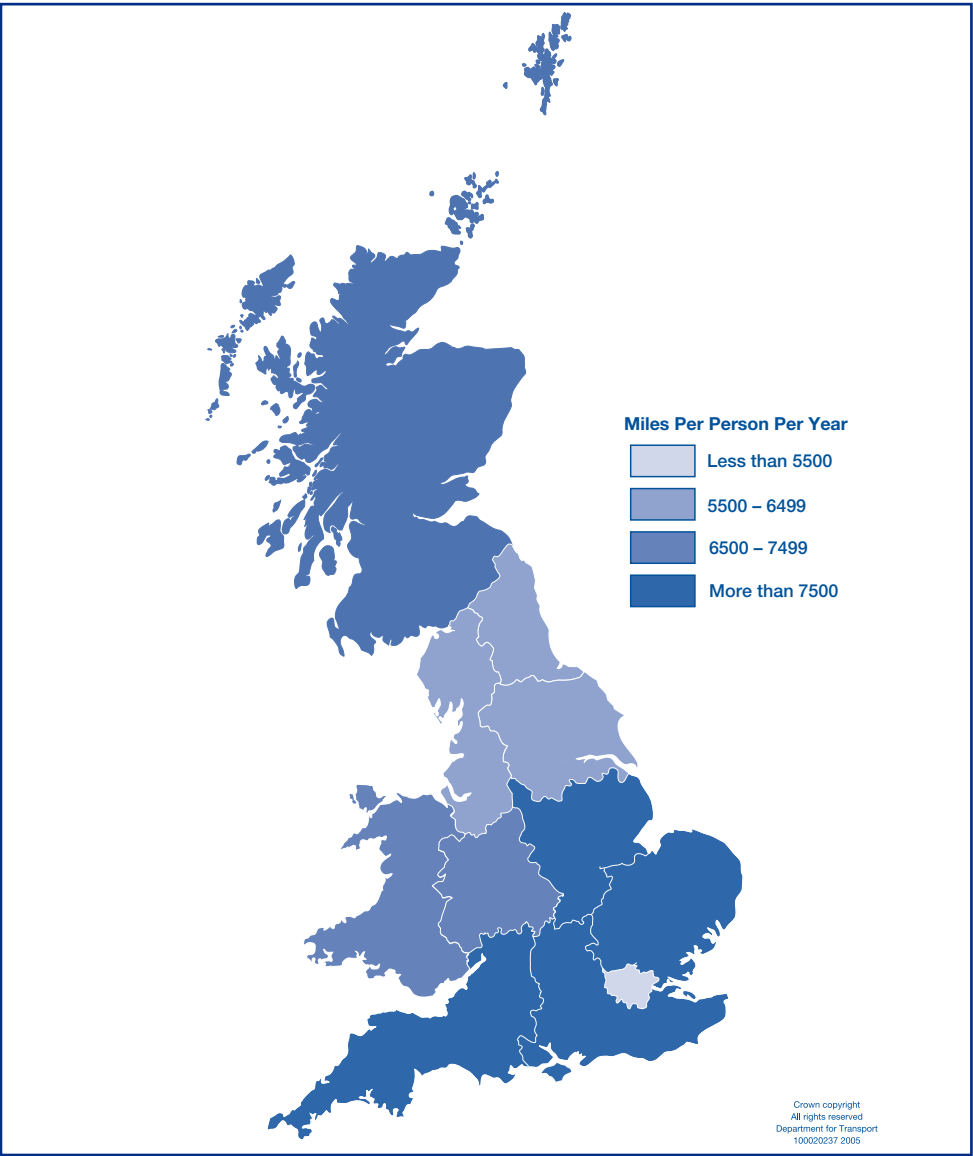 Miles Per Person Per Year
Less than 5500
5500 – 6499
6500 – 7499
More than 7500
Crown copyright
All rights reserved
Department for Transport
100020237 2005